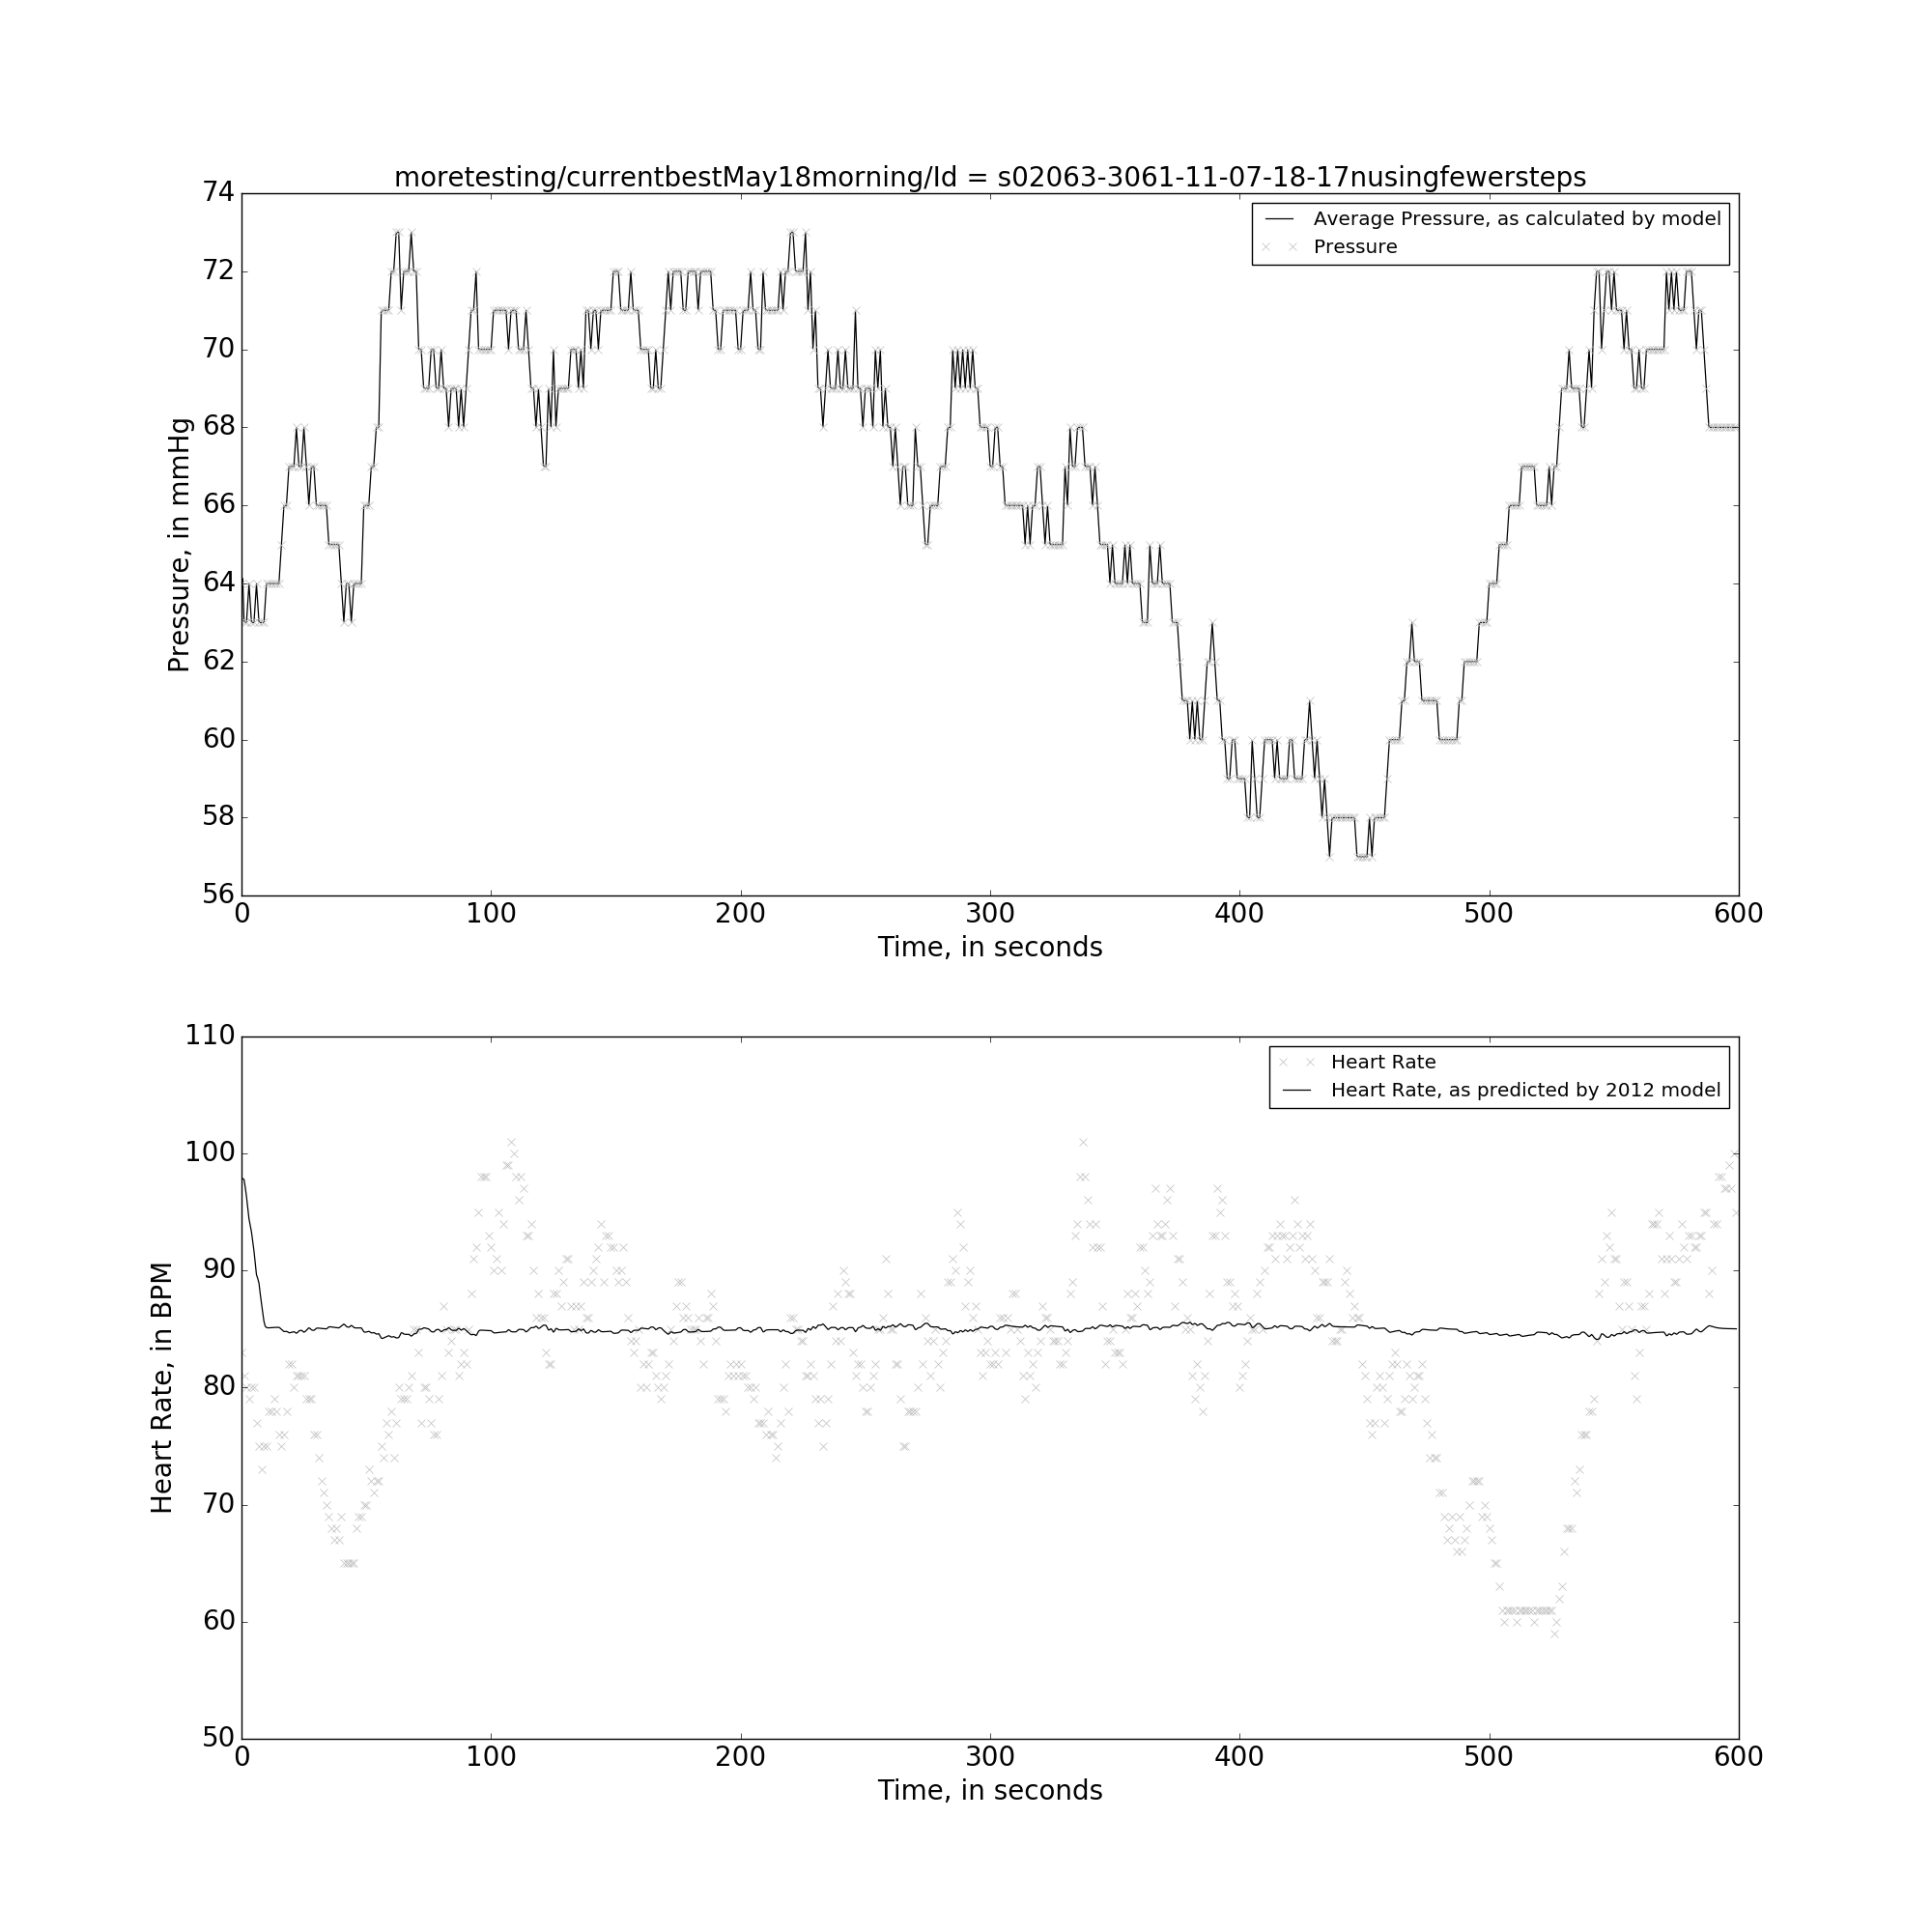 moretesting/currentbestMay18morning/Id = s02063-3061-11-07-18-17nusingfewersteps
74
72
70
68
66
64
62
60
58
56
Pressure, in mmHg
Average Pressure, as calculated by model
Pressure
0 100 200 300 400 500 600
Time, in seconds
110
100
90
80
70
60
50
Heart Rate, in BPM
Heart Rate
Heart Rate, as predicted by 2012 model
0 100 200 300 400 500 600
Time, in seconds